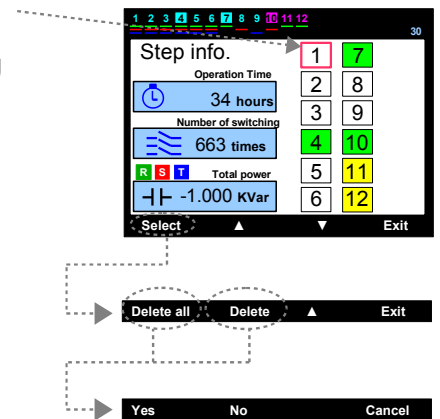 1 2 3 4 5 6 7 8 9 10 11 12
30
Step info.
Operation Time
34 hours
Number of switching
663 times
R S T Total power
-1.000 KVar
1 7
2 8
3 9
4 10
5 11
6 12
Select ▲ ▼ Exit
Delete all Delete ▲ Exit
Yes No Cancel